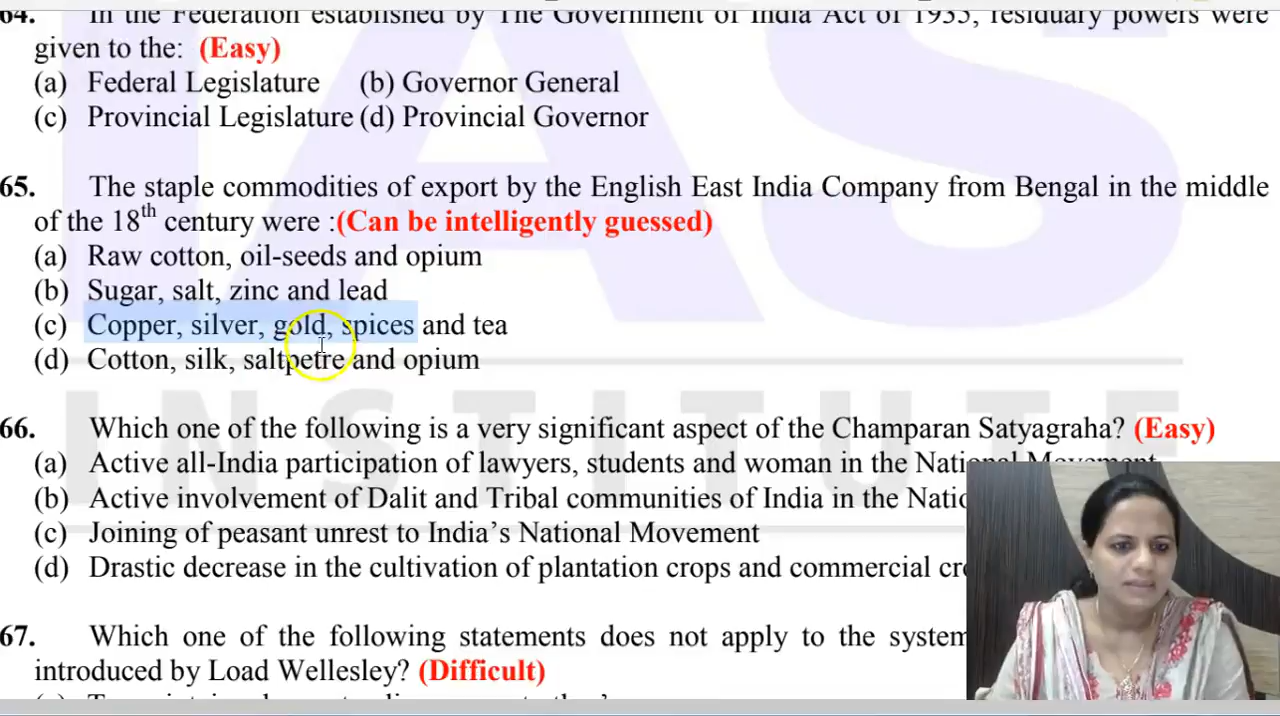 64. In the Federation established by The Government of India Act of 1935, residuary powers were
given to the: (Easy)
(a) Federal Legislature (b) Governor General
(c) Provincial Legislature (d) Provincial Governor
65. The staple commodities of export by the English East India Company from Bengal in the middle
of the 18th century were :(Can be intelligently guessed)
(a) Raw cotton, oil-seeds and opium
(b) Sugar, salt, zinc and lead
(c) Copper, silver, gold, spices and tea
(d) Cotton, silk, saltpetre and opium
IAS
INSTITUTE
66. Which one of the following is a very significant aspect of the Champaran Satyagraha? (Easy)
(a) Active all-India participation of lawyers, students and woman in the National Movement
(b) Active involvement of Dalit and Tribal communities of India in the
(c) Joining of peasant unrest to India's National Movement
(d) Drastic decrease in the cultivation of plantation crops and commercial
67. Which one of the following statements does not apply to the system
introduced by Load Wellesley? (Difficult)